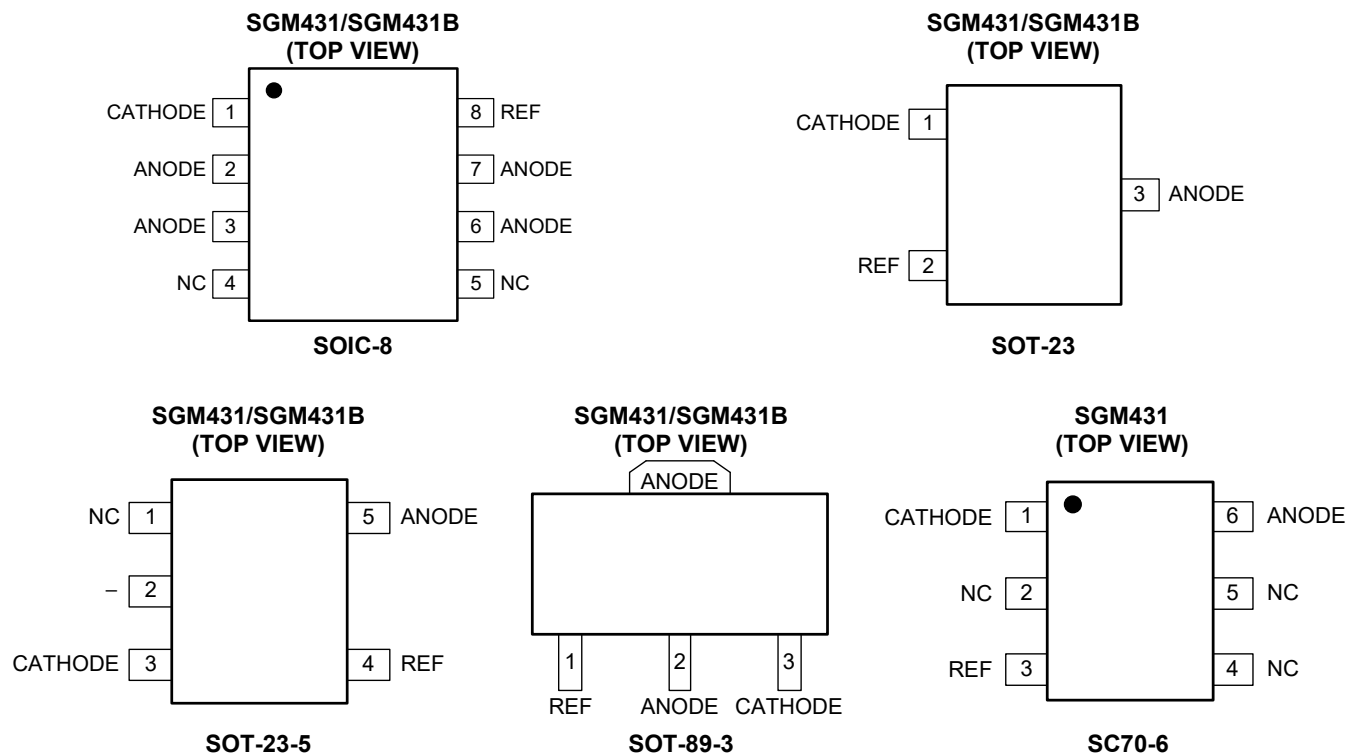 SGM431/SGM431B
(TOP VIEW)
CATHODE 1
8 REF
ANODE 2
7 ANODE
ANODE 3
6 ANODE
NC 4
5 NC
SOIC-8
SGM431/SGM431B
(TOP VIEW)
CATHODE 1
3 ANODE
REF 2
SOT-23
SGM431/SGM431B
(TOP VIEW)
NC 1
5 ANODE
– 2
CATHODE 3
4 REF
SOT-23-5
SGM431/SGM431B
(TOP VIEW)
ANODE
1 2 3
REF ANODE CATHODE
SOT-89-3
SGM431
(TOP VIEW)
CATHODE 1
6 ANODE
NC 2
5 NC
REF 3
4 NC
SC70-6